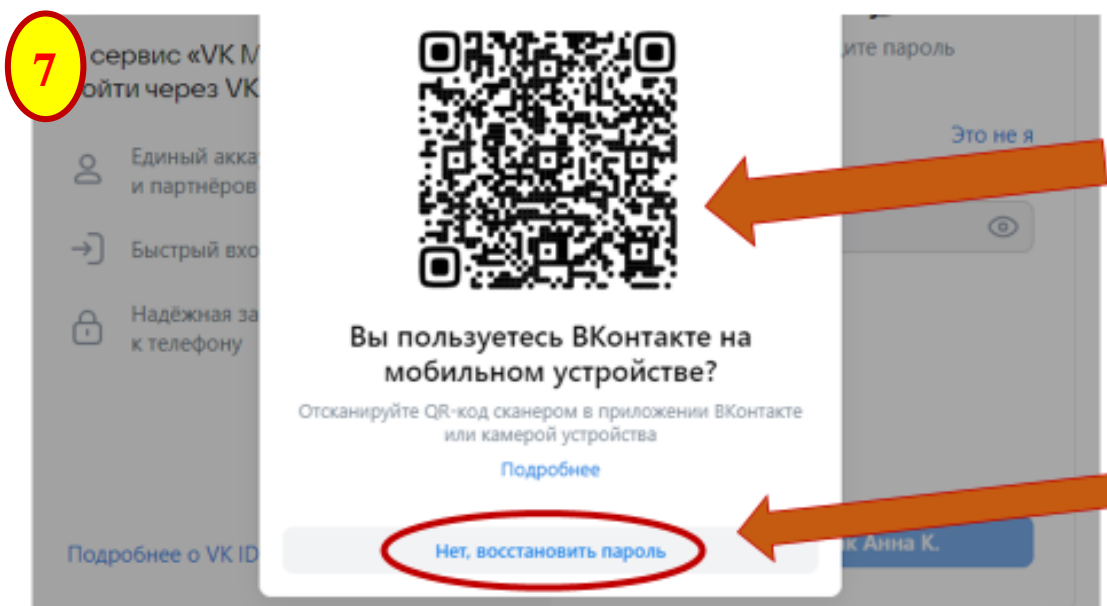 7
сервис «VK M
ойти через VK
Единый акка
и партнёров
Быстрый вхо
Надёжная за
к телефону
Подробнее о VK ID
Вы пользуетесь ВКонтакте на
мобильном устройстве?
Отсканируйте QR-код сканером в приложении ВКонтакте
или камерой устройства
Подробнее
Нет, восстановить пароль
ите пароль
Это не я
к Анна К.